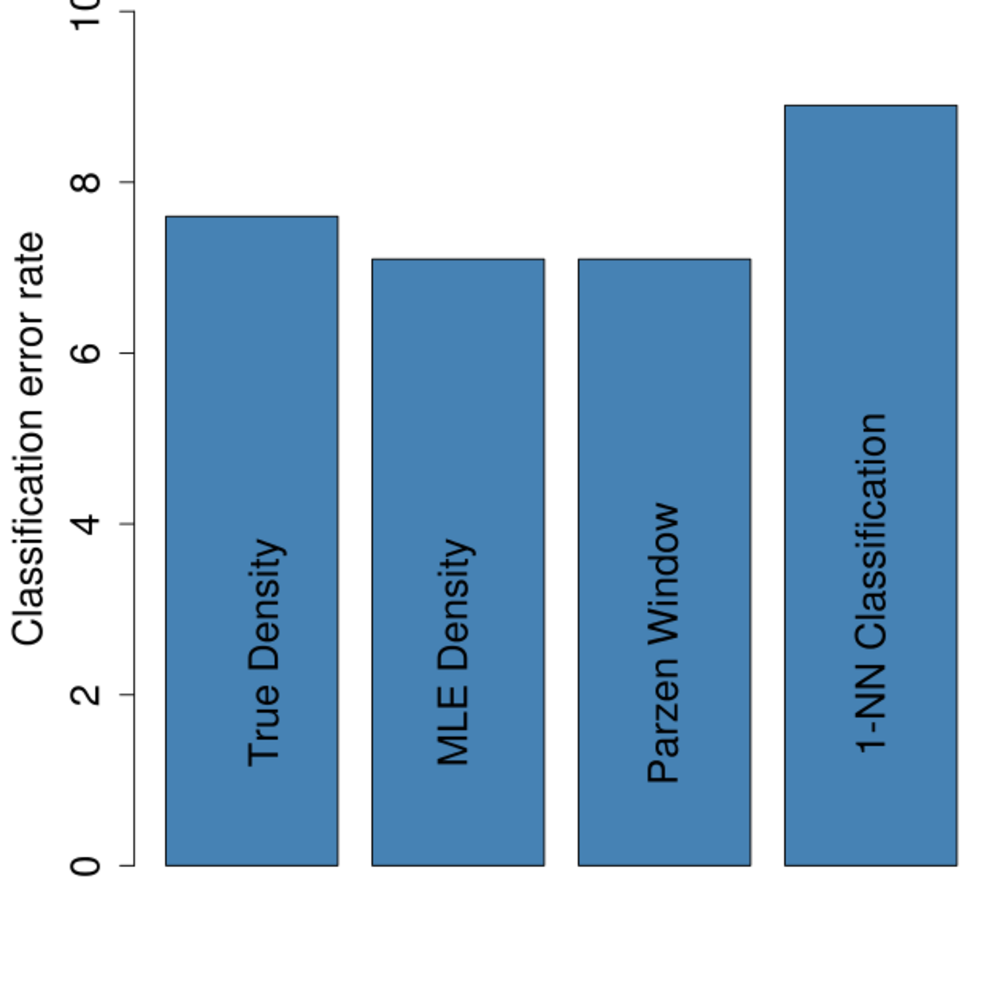 Classification error rate
10
8
6
4
2
0
True Density
MLE Density
Parzen Window
1-NN Classification